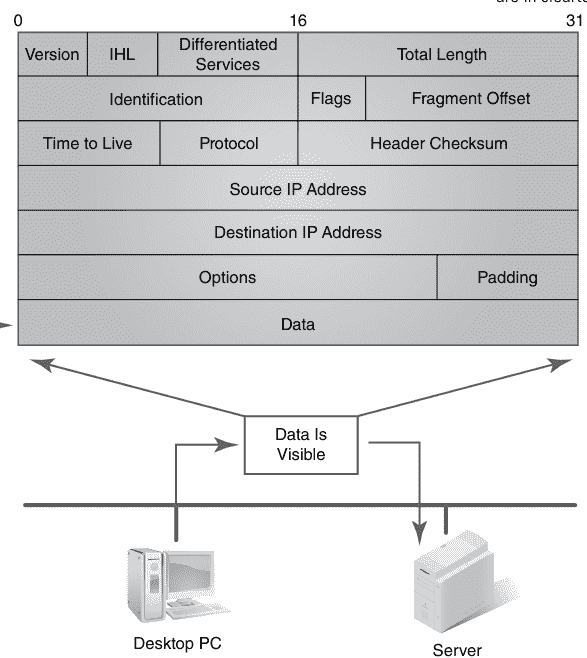 0 16 31
Version IHL Differentiated Services Total Length
Identification Flags Fragment Offset
Time to Live Protocol Header Checksum
Source IP Address
Destination IP Address
Options Padding
Data
Data Is
Visible
Desktop PC
Server